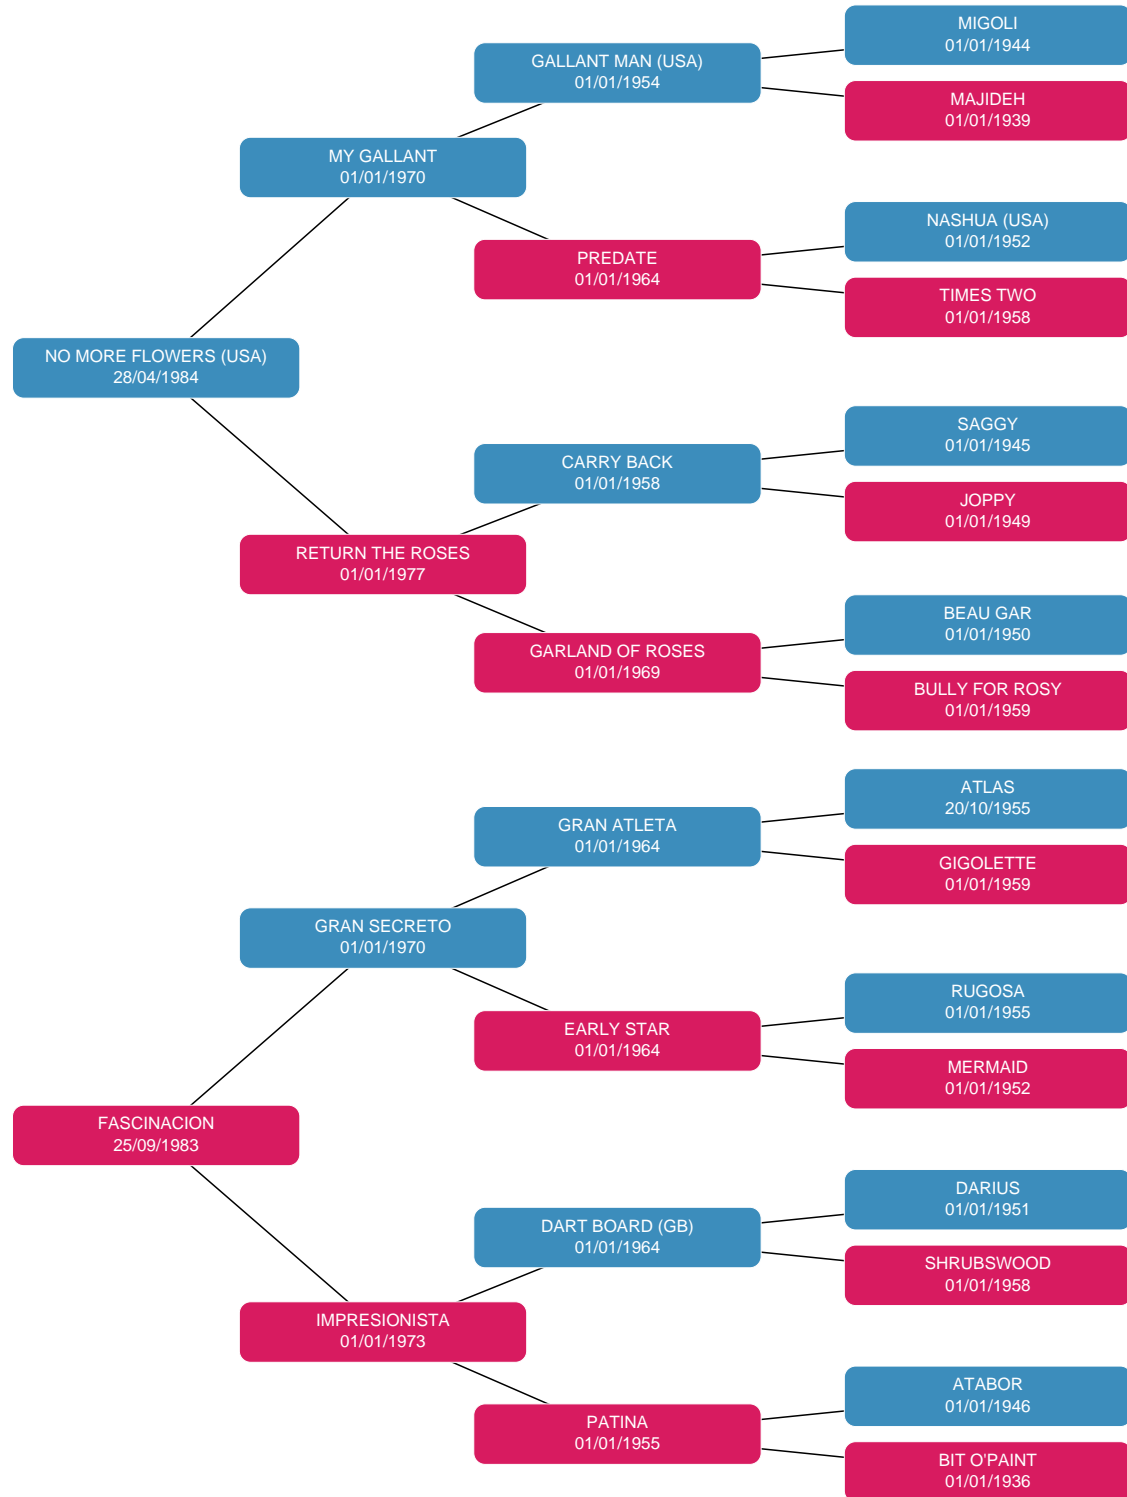 MIGOLI
01/01/1944
GALLANT MAN (USA)
01/01/1954
MAJIDEH
01/01/1939
MY GALLANT
01/01/1970
NASHUA (USA)
01/01/1952
PREDATE
01/01/1964
TIMES TWO
01/01/1958
NO MORE FLOWERS (USA)
28/04/1984
SAGGY
01/01/1945
CARRY BACK
01/01/1958
JOPPY
01/01/1949
RETURN THE ROSES
01/01/1977
BEAU GAR
01/01/1950
GARLAND OF ROSES
01/01/1969
BULLY FOR ROSY
01/01/1959
ATLAS
20/10/1955
GRAN ATLETA
01/01/1964
GIGOLETTE
01/01/1959
GRAN SECRETO
01/01/1970
RUGOSA
01/01/1955
EARLY STAR
01/01/1964
MERMAID
01/01/1952
FASCINACION
25/09/1983
DARIUS
01/01/1951
DART BOARD (GB)
01/01/1964
SHRUBSWOOD
01/01/1958
IMPRESIONISTA
01/01/1973
ATABOR
01/01/1946
PATINA
01/01/1955
BIT O'PAINT
01/01/1936